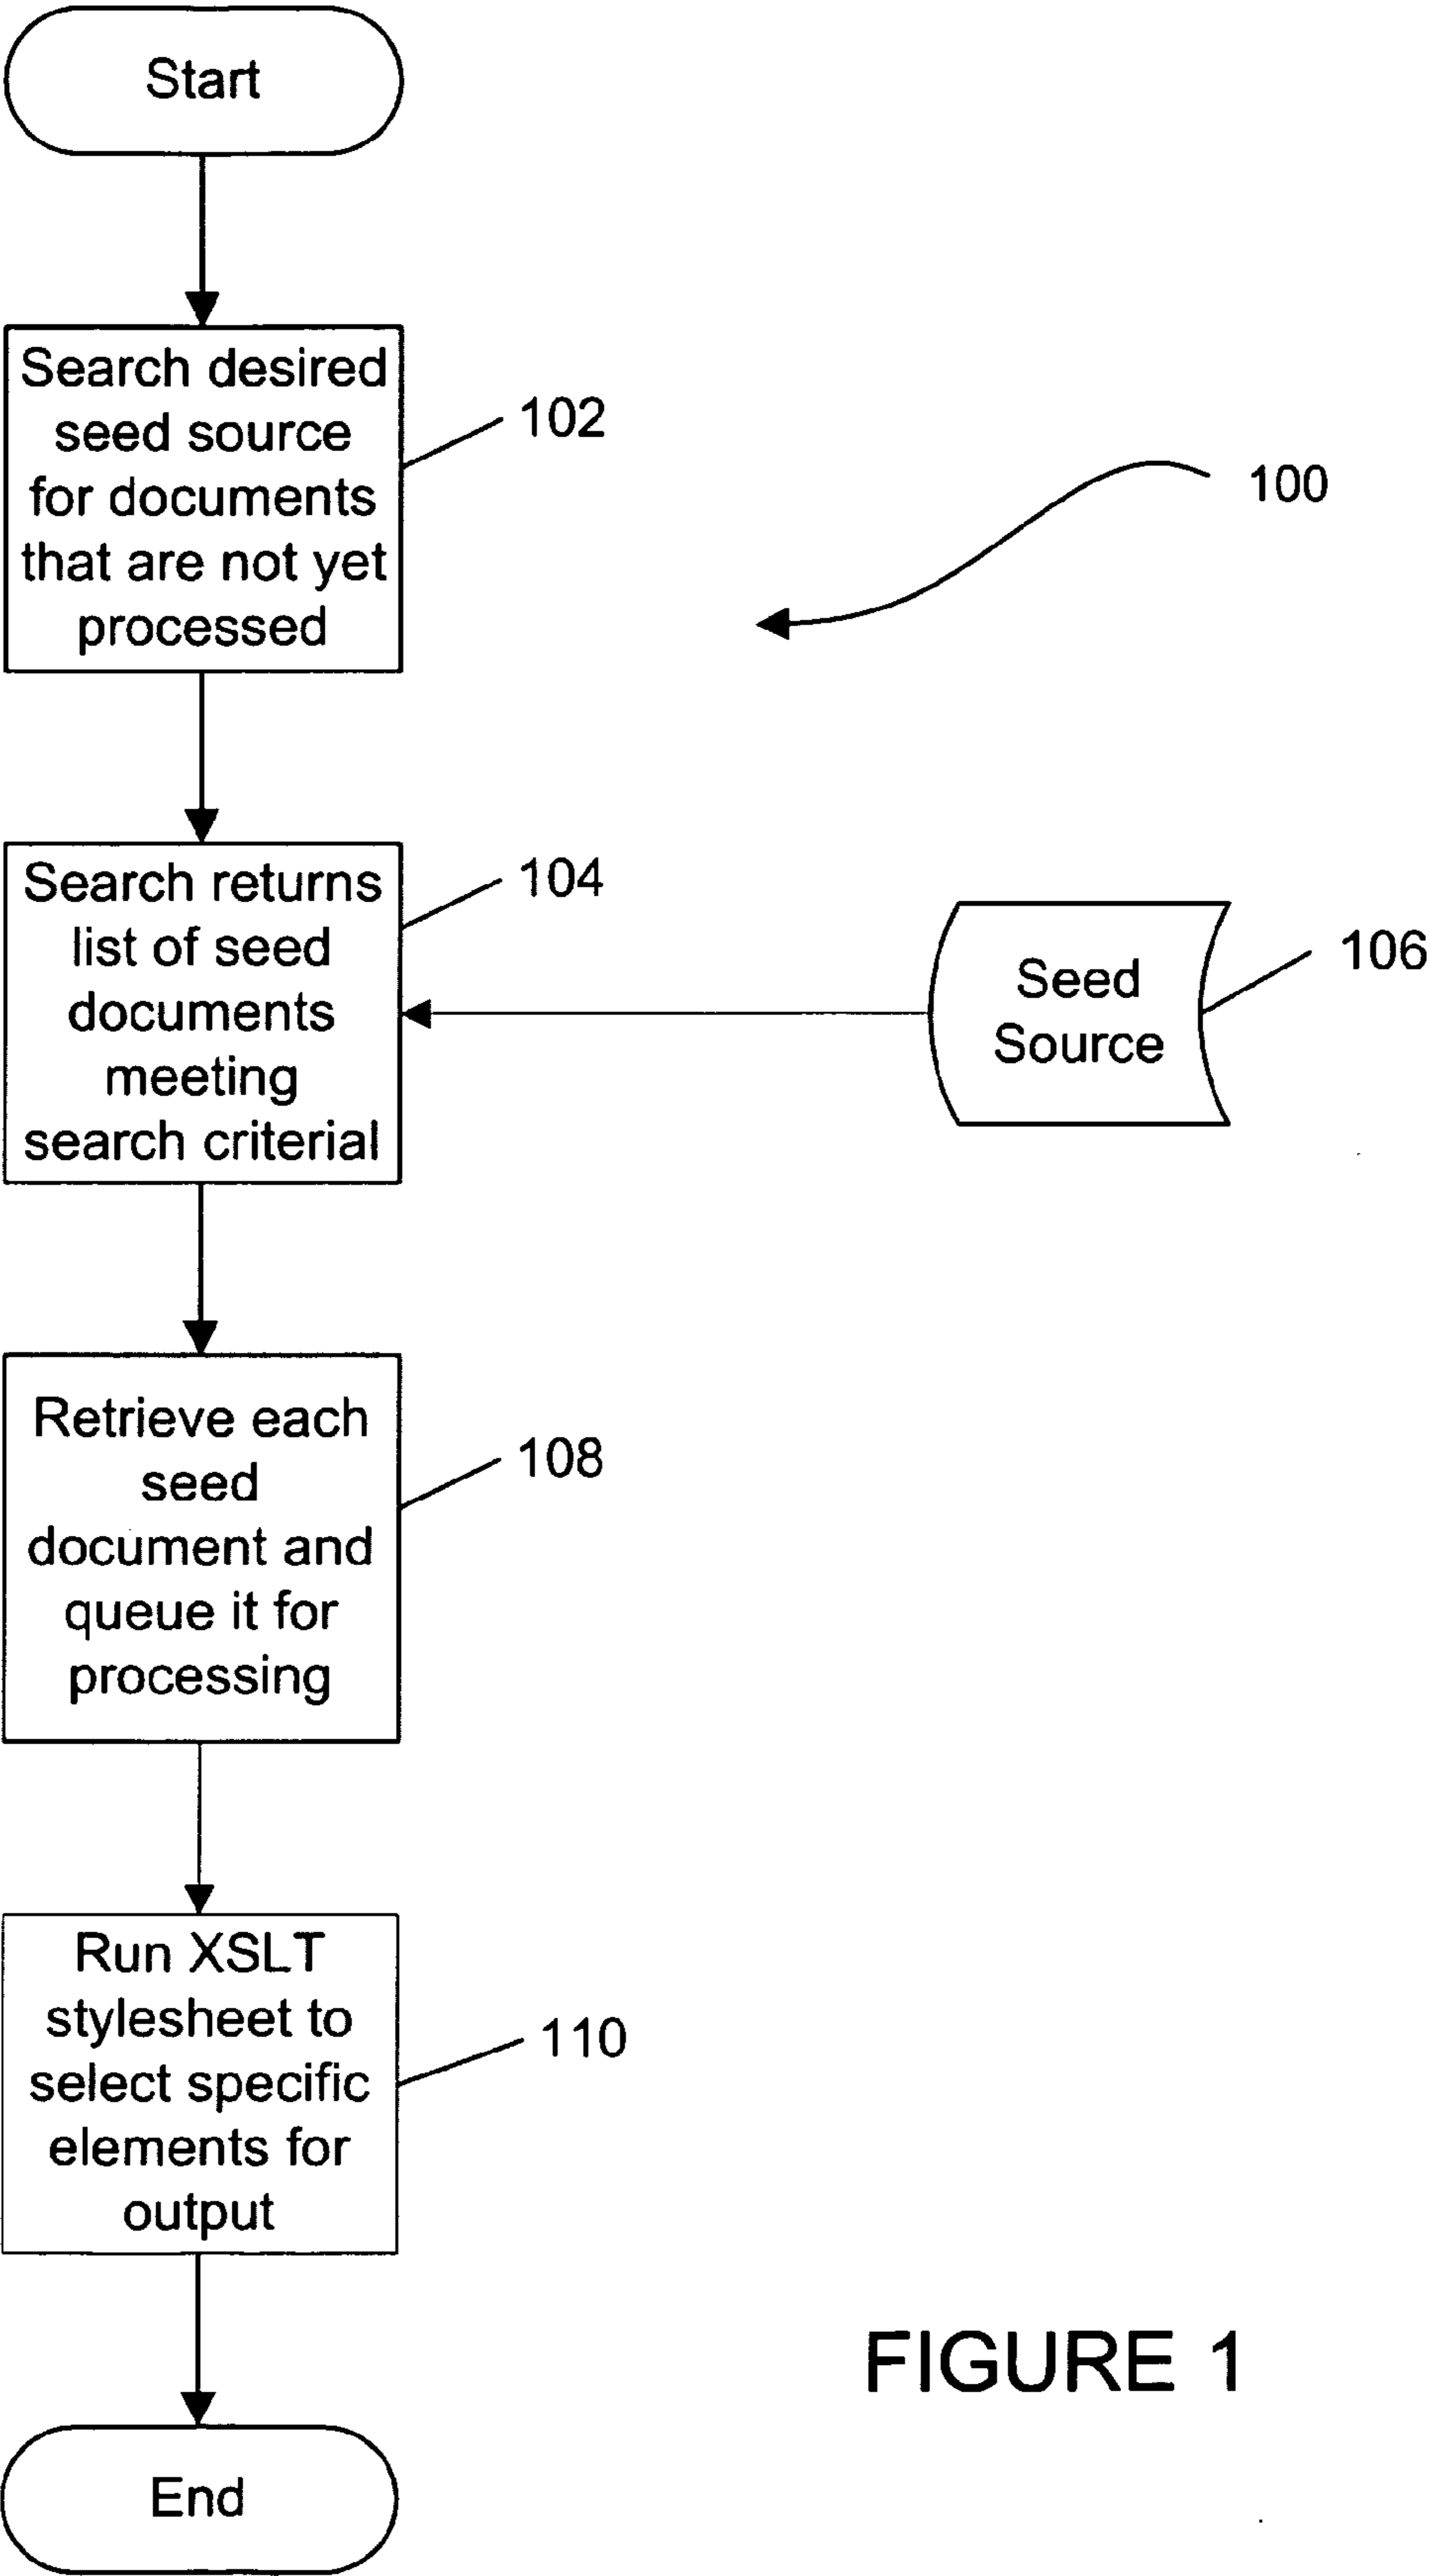 Start
Search desired
seed source
for documents
that are not yet
processed
102
100
Search returns
list of seed
documents
meeting
search criterial
104
Seed
Source
106
Retrieve each
seed
document and
queue it for
processing
108
Run XSLT
stylesheet to
select specific
elements for
output
110
End
FIGURE 1